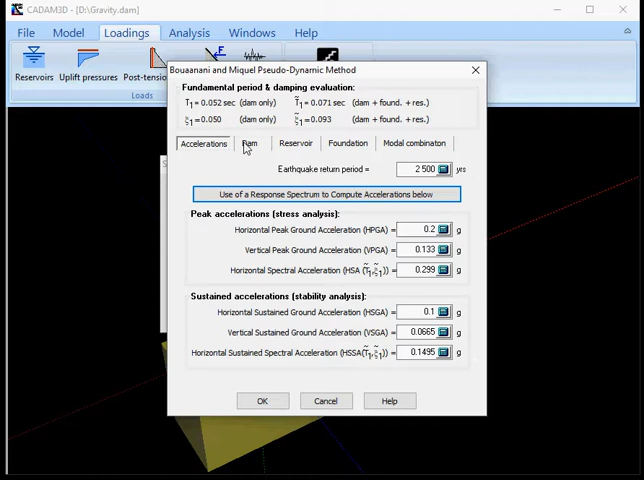 CADAM3D - [D:\Gravity.dam]
File Model Loadings Analysis Windows Help
Reservoirs Uplift pressures Post-tension
Loads
Bouaanani and Miquel Pseudo-Dynamic Method
Fundamental period & damping evaluation:
T1 = 0.052 sec (dam only) T̃1 = 0.071 sec (dam + found. + res.)
ξ1 = 0.050 (dam only) ξ̃1 = 0.093 (dam + found. + res.)
Accelerations Dam Reservoir Foundation Modal combinaton
Earthquake return period = 2 500 yrs
Use of a Response Spectrum to Compute Accelerations below
Peak accelerations (stress analysis):
Horizontal Peak Ground Acceleration (HPGA) = 0.2 g
Vertical Peak Ground Acceleration (VPGA) = 0.133 g
Horizontal Spectral Acceleration (HSA (T̃1,ξ̃1)) = 0.299 g
Sustained accelerations (stability analysis):
Horizontal Sustained Ground Acceleration (HSGA) = 0.1 g
Vertical Sustained Ground Acceleration (VSGA) = 0.0665 g
Horizontal Sustained Spectral Acceleration (HSSA(T̃1,ξ̃1)) = 0.1495 g
OK Cancel Help